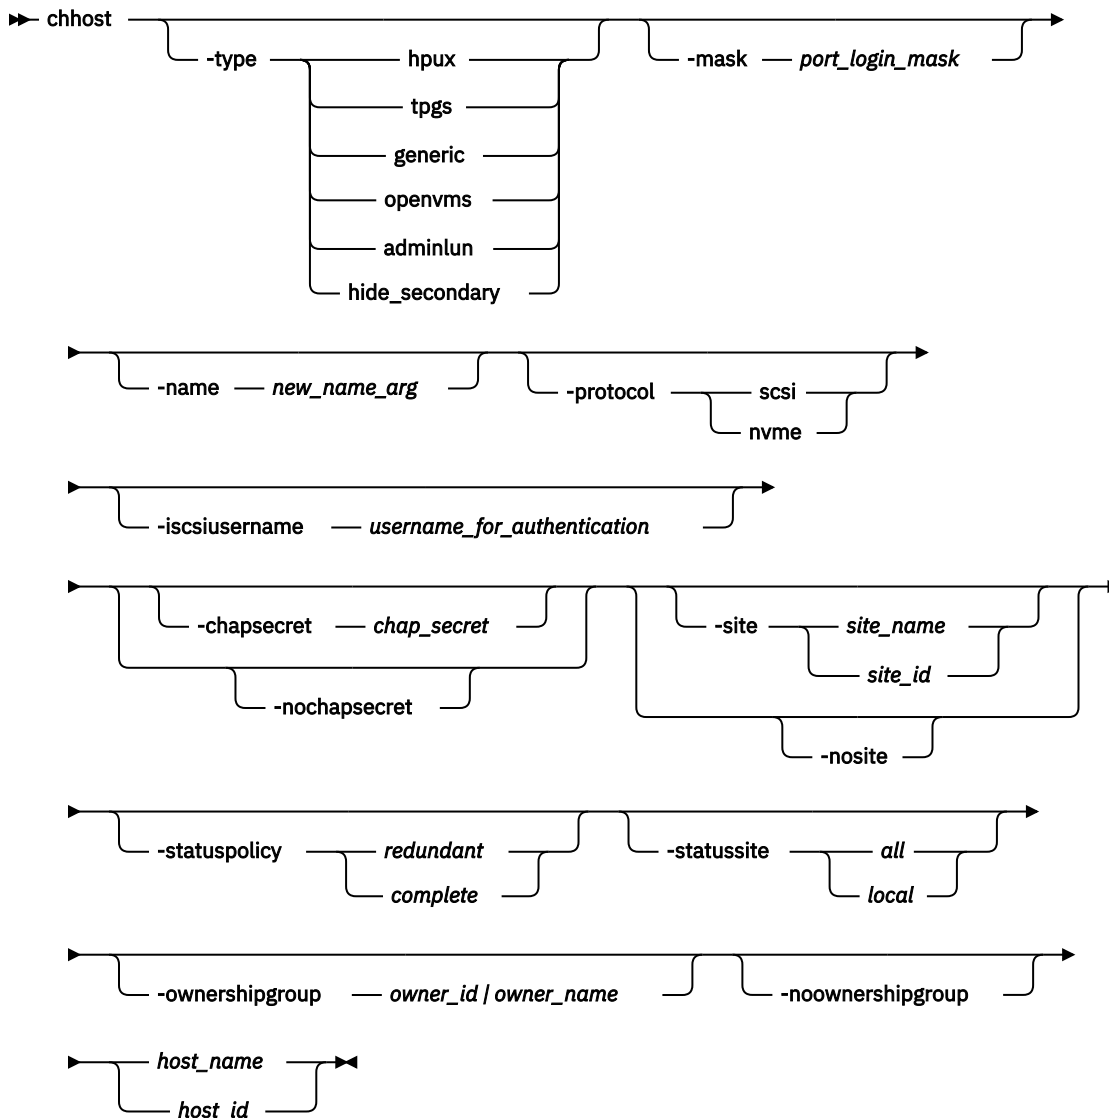 chhost
-type hpux -mask port_login_mask
tpgs
generic
openvms
adminlun
hide_secondary
-name new_name_arg -protocol scsi
nvme
-iscsiusername username_for_authentication
-chapsecret chap_secret -site site_name
site_id
-nochapsecret
-nosite
-statuspolicy redundant -statussite all
complete local
-ownershipgroup owner_id / owner_name -noownershipgroup
host_name
host_id